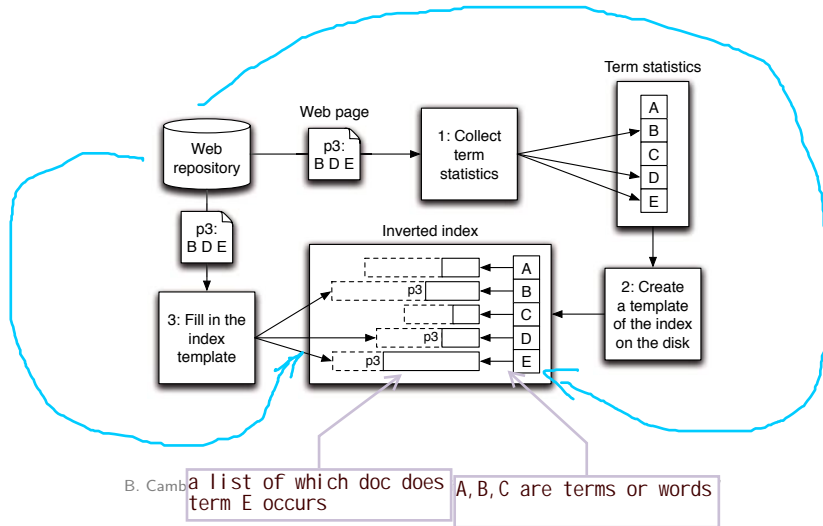 Term statistics
Web page
A
B
C
D
E
Web
repository
p3:
B D E
1: Collect
term
statistics
p3:
B D E
Inverted index
A
p3
B
C
p3
D
p3
E
3: Fill in the
index
template
2: Create
a template
of the index
on the disk
B. Camb
a list of which doc does
term E occurs
A,B,C are terms or words